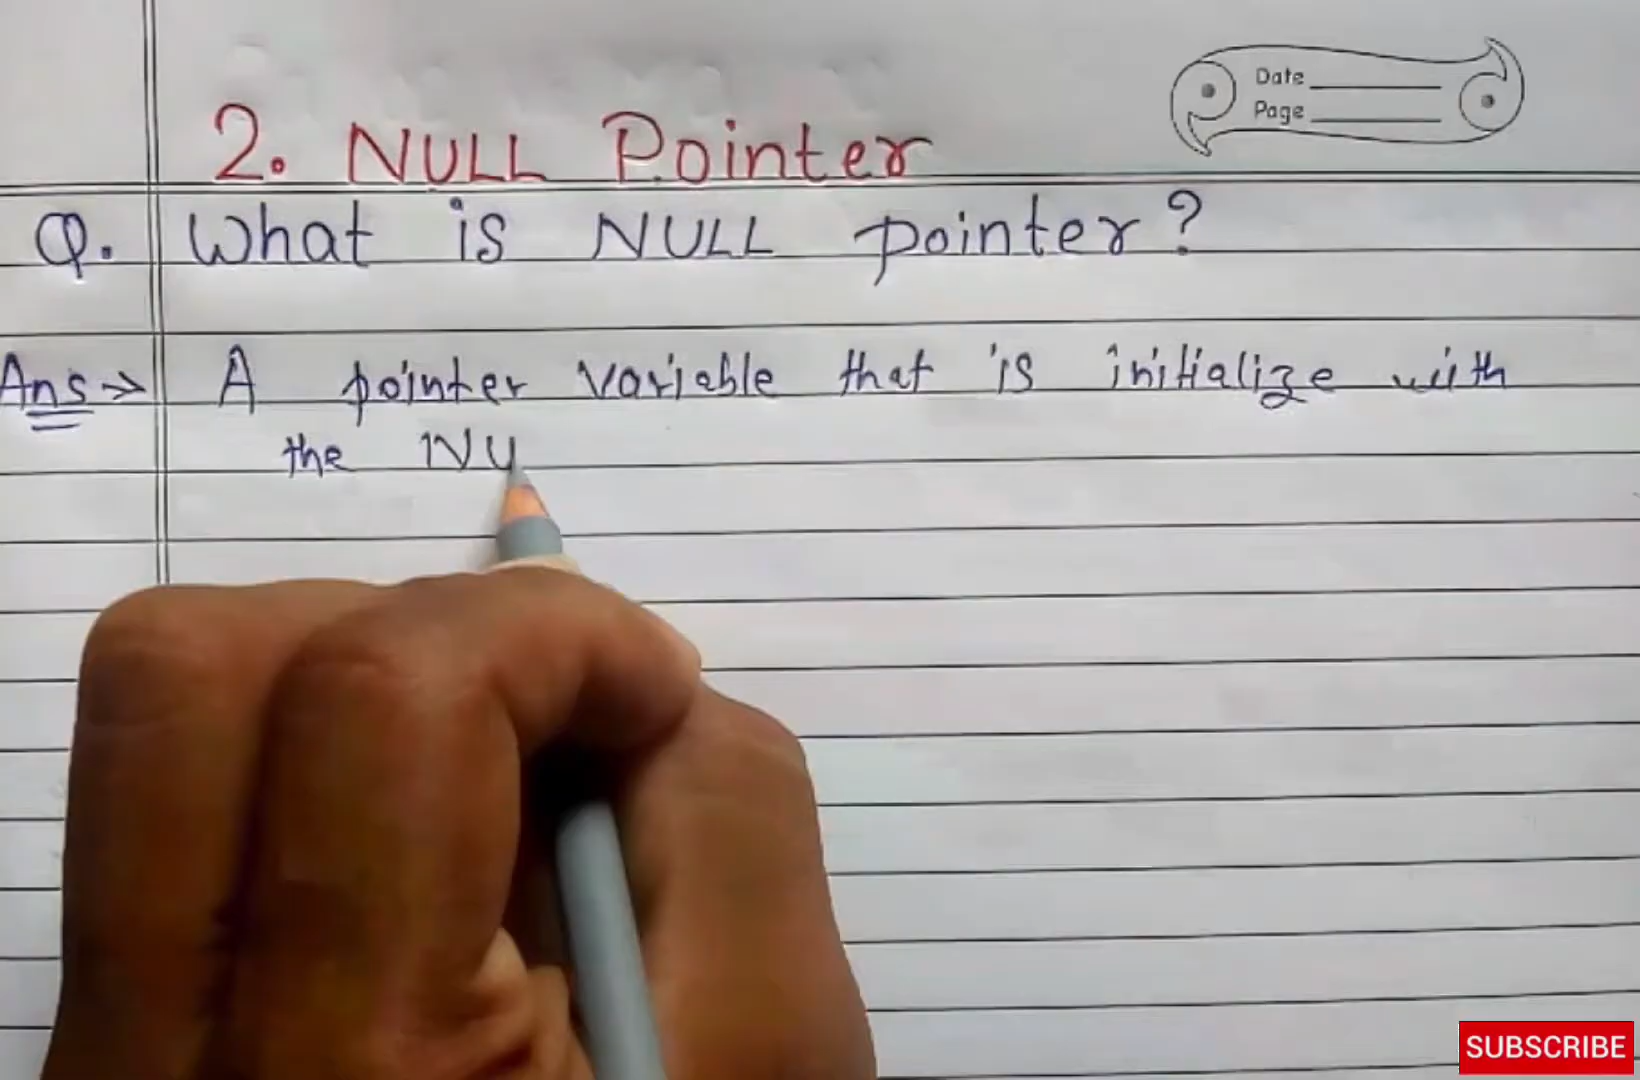 Date
Page
2. NULL Pointer
Q. What is NULL pointer?
Ans → A pointer variable that is initialize with
the NU
SUBSCRIBE